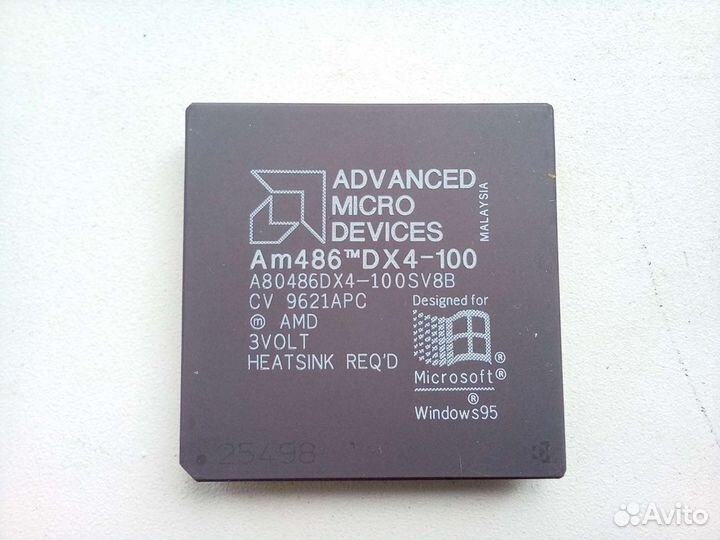 ADVANCED
MICRO
DEVICES
MALAYSIA
Am486™DX4-100
A80486DX4-100SV8B
CV 9621APC
ⓜ AMD
3VOLT
HEATSINK REQ'D
Designed for
®
Microsoft®
®
Windows95
25498
Avito